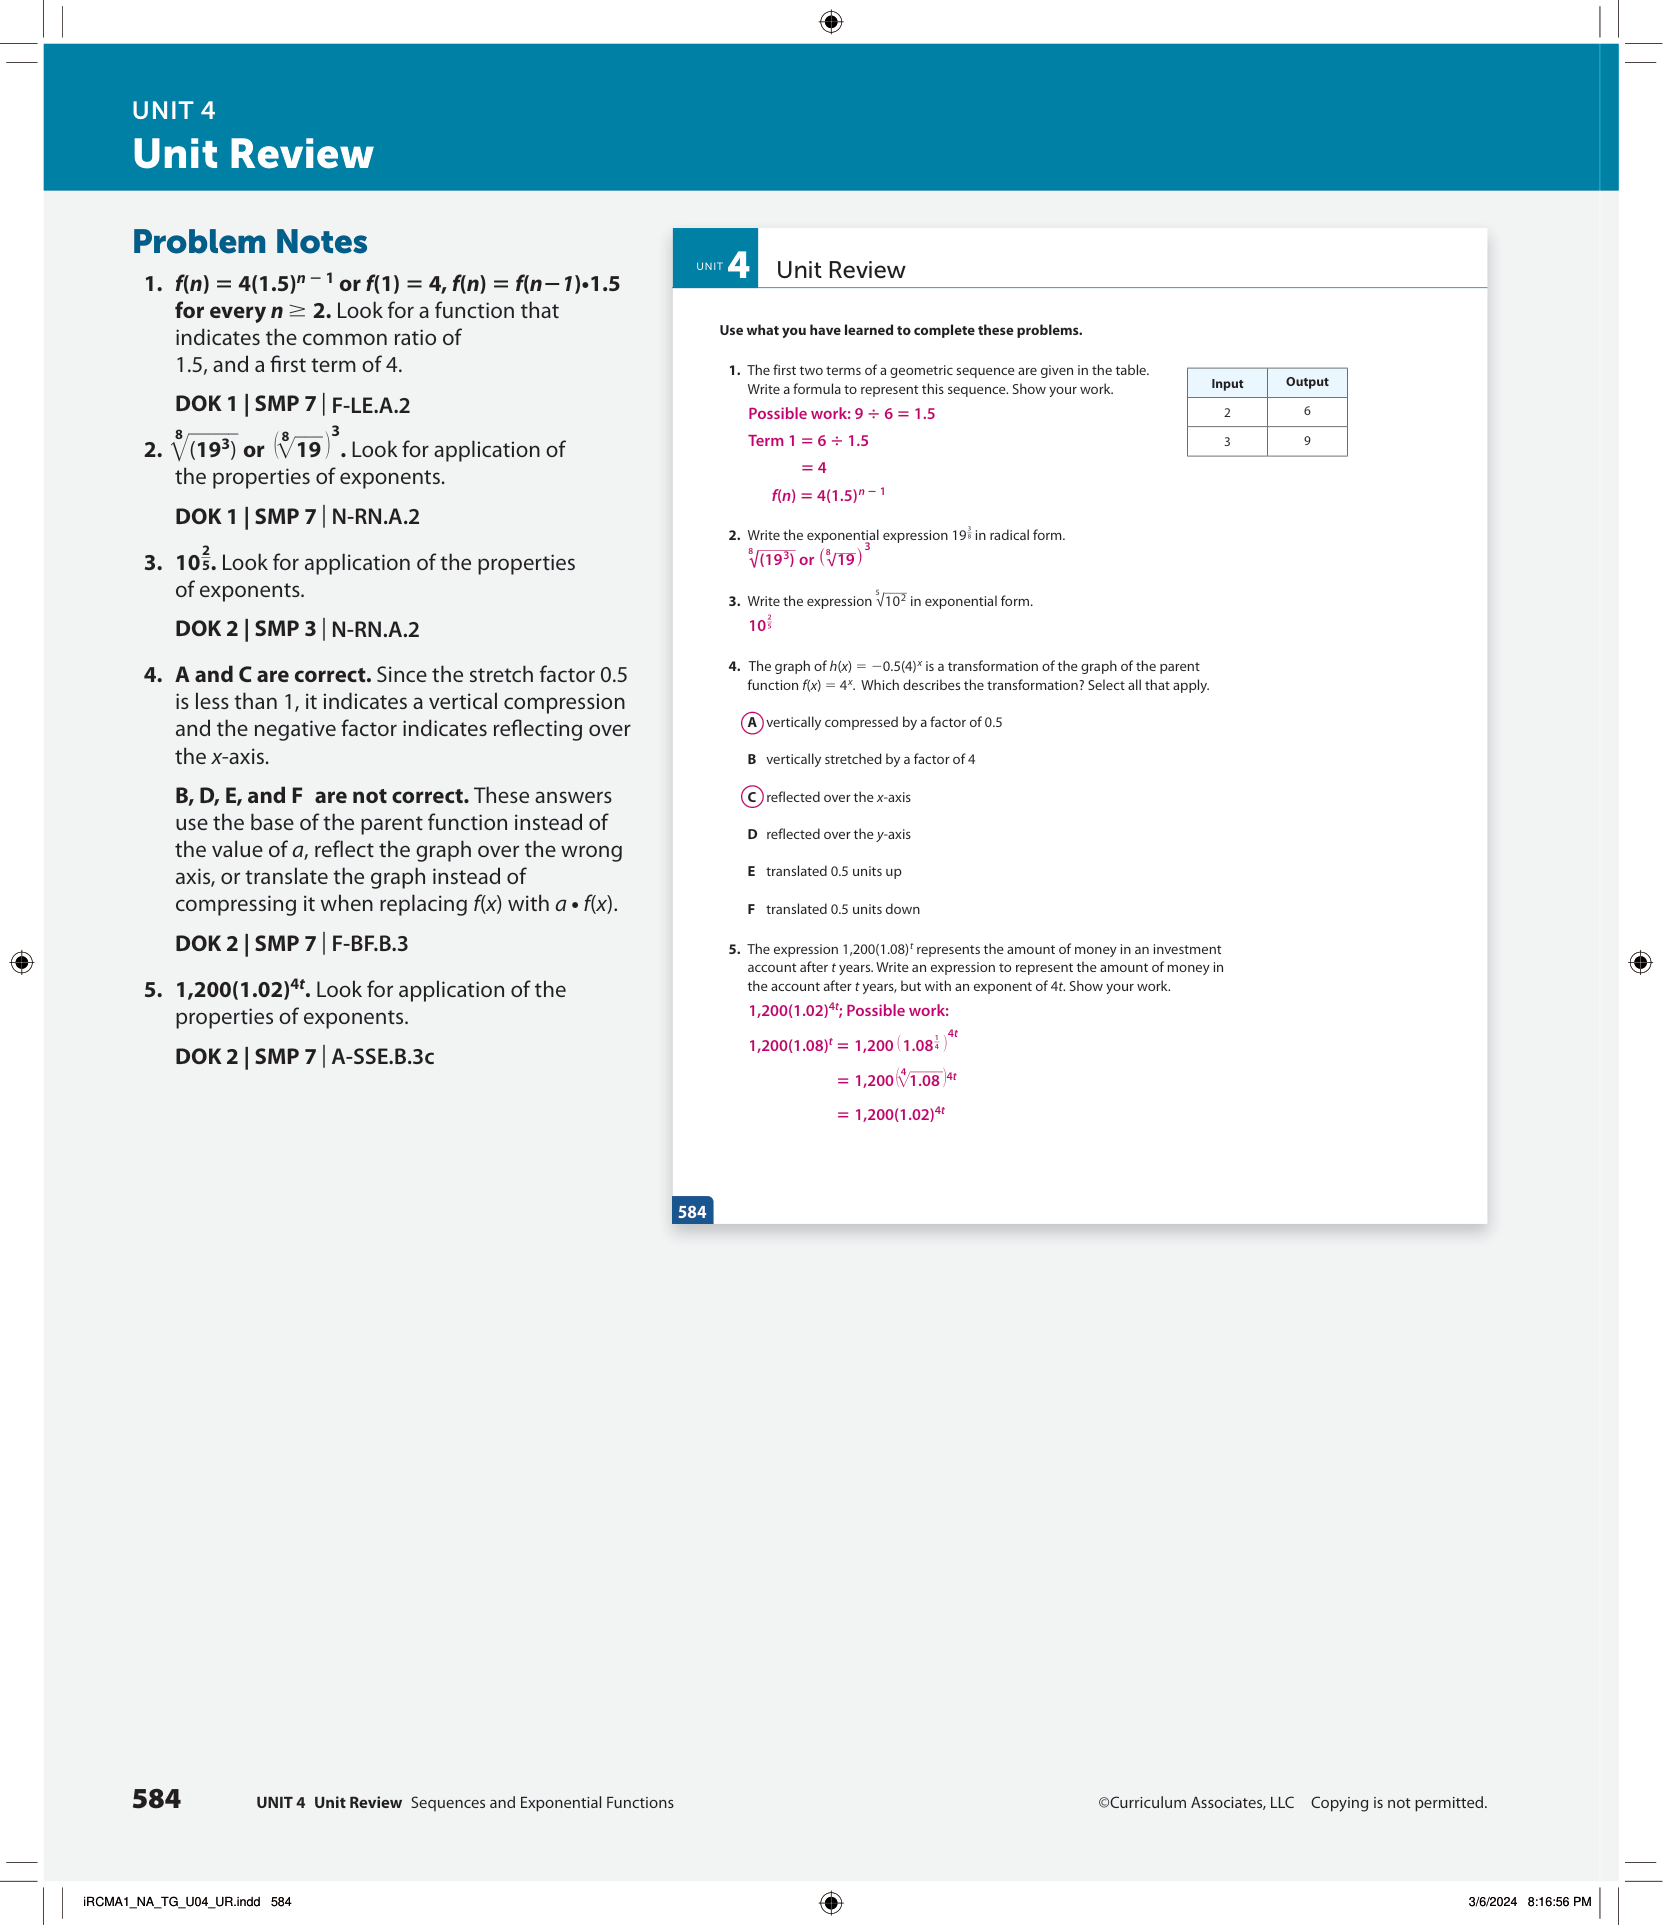 UNIT 4
Unit Review
Problem Notes
1. f(n) = 4(1.5)ⁿ ⁻ ¹ or f(1) = 4, f(n) = f(n−1)•1.5
for every n ≥ 2. Look for a function that
indicates the common ratio of
1.5, and a first term of 4.
DOK 1 | SMP 7 | F-LE.A.2
2. ⁸√(19³) or (⁸√19)³. Look for application of
the properties of exponents.
DOK 1 | SMP 7 | N-RN.A.2
3. 10^(2/5). Look for application of the properties
of exponents.
DOK 2 | SMP 3 | N-RN.A.2
4. A and C are correct. Since the stretch factor 0.5
is less than 1, it indicates a vertical compression
and the negative factor indicates reflecting over
the x-axis.
B, D, E, and F are not correct. These answers
use the base of the parent function instead of
the value of a, reflect the graph over the wrong
axis, or translate the graph instead of
compressing it when replacing f(x) with a • f(x).
DOK 2 | SMP 7 | F-BF.B.3
5. 1,200(1.02)⁴ᵗ. Look for application of the
properties of exponents.
DOK 2 | SMP 7 | A-SSE.B.3c
UNIT 4 Unit Review
Use what you have learned to complete these problems.
1. The first two terms of a geometric sequence are given in the table.
Write a formula to represent this sequence. Show your work.
Possible work: 9 ÷ 6 = 1.5
Term 1 = 6 ÷ 1.5
= 4
f(n) = 4(1.5)ⁿ ⁻ ¹
Input Output
2 6
3 9
2. Write the exponential expression 19^(3/8) in radical form.
⁸√(19³) or (⁸√19)³
3. Write the expression ⁵√10² in exponential form.
10^(2/5)
4. The graph of h(x) = −0.5(4)ˣ is a transformation of the graph of the parent
function f(x) = 4ˣ. Which describes the transformation? Select all that apply.
A vertically compressed by a factor of 0.5
B vertically stretched by a factor of 4
C reflected over the x-axis
D reflected over the y-axis
E translated 0.5 units up
F translated 0.5 units down
5. The expression 1,200(1.08)ᵗ represents the amount of money in an investment
account after t years. Write an expression to represent the amount of money in
the account after t years, but with an exponent of 4t. Show your work.
1,200(1.02)⁴ᵗ; Possible work:
1,200(1.08)ᵗ = 1,200(1.08^(1/4))⁴ᵗ
= 1,200(⁴√1.08)⁴ᵗ
= 1,200(1.02)⁴ᵗ
584
584 UNIT 4 Unit Review Sequences and Exponential Functions ©Curriculum Associates, LLC Copying is not permitted.
iRCMA1_NA_TG_U04_UR.indd 584 3/6/2024 8:16:56 PM